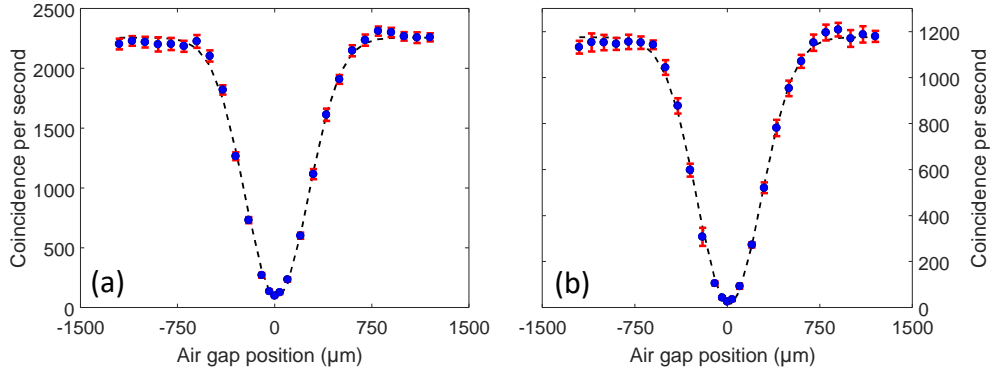 2500
2000
1500
1000
500
0
Coincidence per second
(a)
-1500 -750 0 750 1500
Air gap position (µm)
1200
1000
800
600
400
200
0
Coincidence per second
(b)
-1500 -750 0 750 1500
Air gap position (µm)